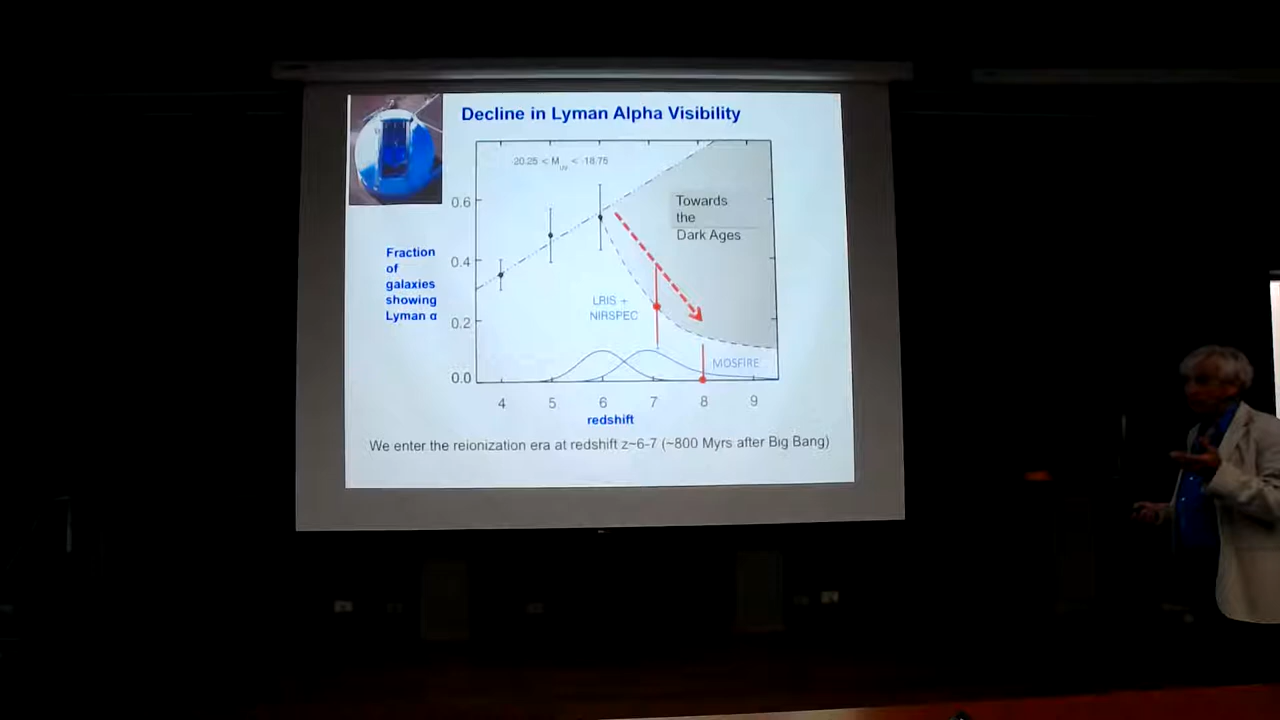 Decline in Lyman Alpha Visibility
20.25 < M_UV < -18.75
0.6
0.4
0.2
0.0
Fraction
of
galaxies
showing
Lyman α
Towards
the
Dark Ages
LRIS +
NIRSPEC
MOSFIRE
4 5 6 7 8 9
redshift
We enter the reionization era at redshift z~6-7 (~800 Myrs after Big Bang)